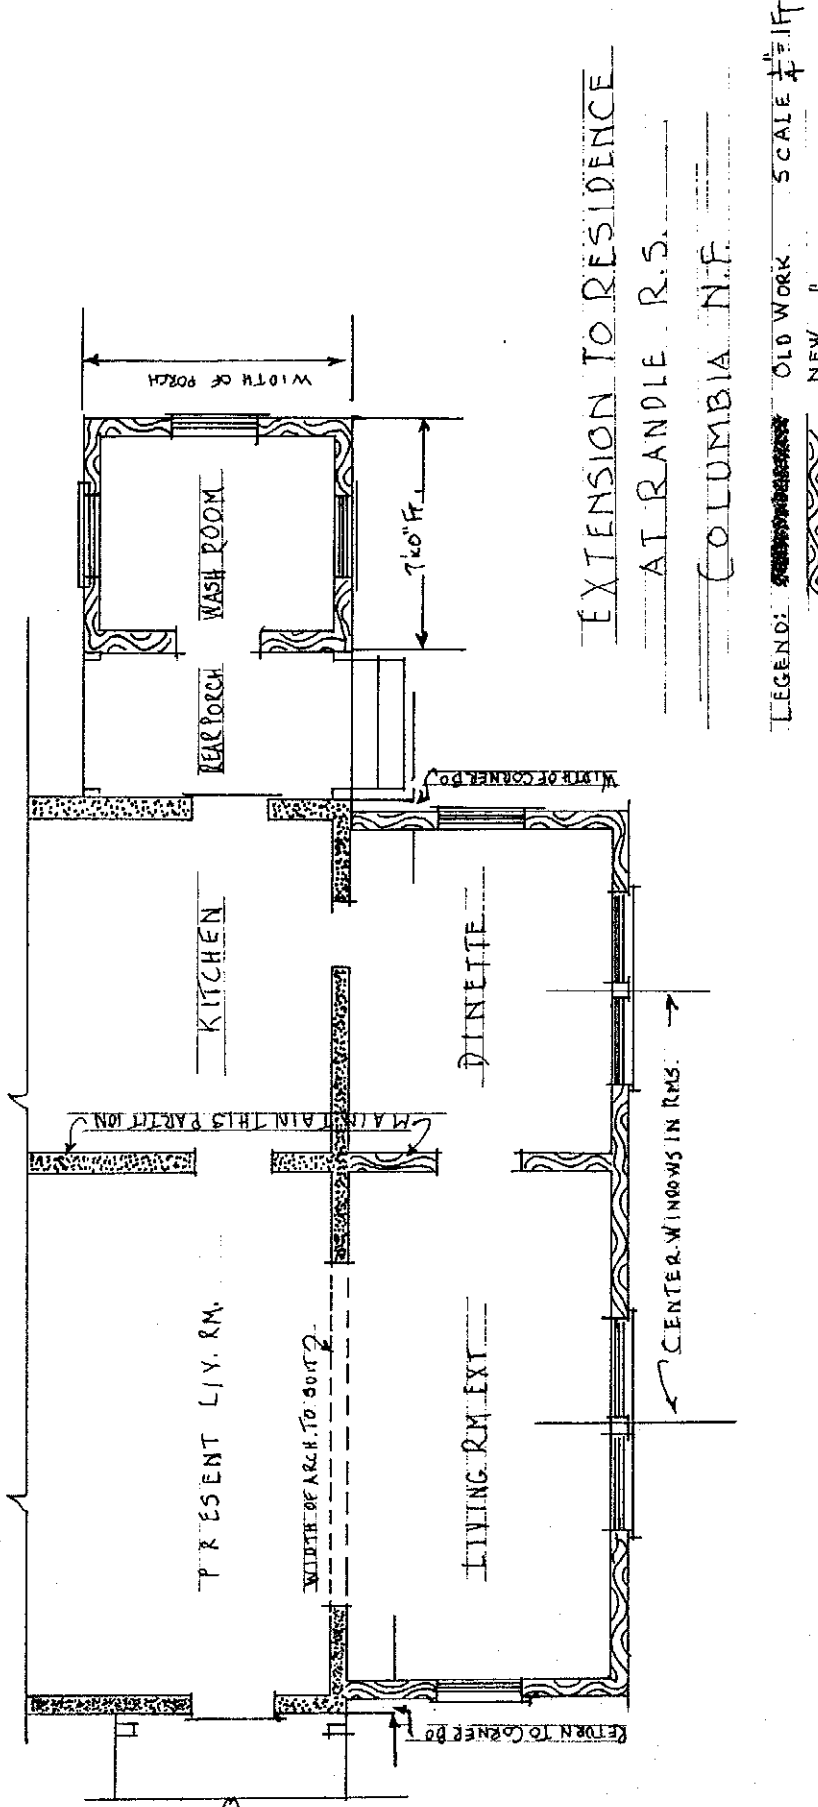 EXTENSION TO RESIDENCE
AT RANDLE R.S.
COLUMBIA N.F.
LEGEND: OLD WORK. SCALE 1/4" = 1FT
NEW "
WIDTH OF PORCH
WASH ROOM
7'x0" Ft.
REAR PORCH
WIDTH OF CORNER BD.
KITCHEN
DINETTE
MAINTAIN THIS PARTITION
CENTER WINDOWS IN RMS.
PRESENT LIV. RM.
WIDTH OF ARCH. TO SUIT?
LIVING RM EXT
RETURN TO CORNER BD